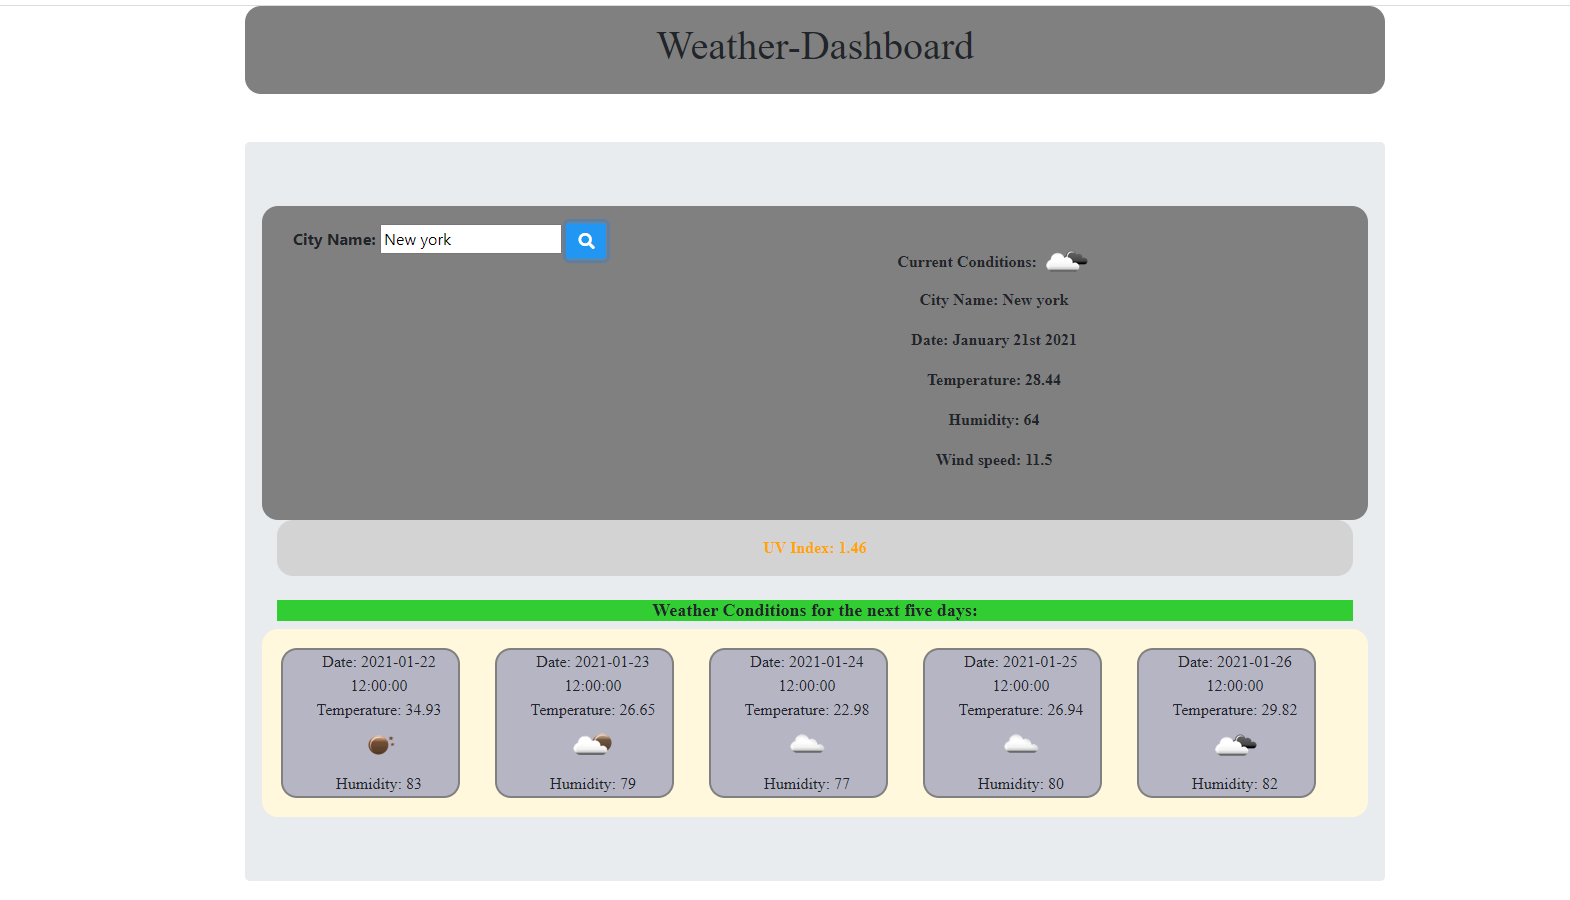 Weather-Dashboard
City Name: New york
Current Conditions:
City Name: New york
Date: January 21st 2021
Temperature: 28.44
Humidity: 64
Wind speed: 11.5
UV Index: 1.46
Weather Conditions for the next five days:
Date: 2021-01-22
12:00:00
Temperature: 34.93
Humidity: 83
Date: 2021-01-23
12:00:00
Temperature: 26.65
Humidity: 79
Date: 2021-01-24
12:00:00
Temperature: 22.98
Humidity: 77
Date: 2021-01-25
12:00:00
Temperature: 26.94
Humidity: 80
Date: 2021-01-26
12:00:00
Temperature: 29.82
Humidity: 82